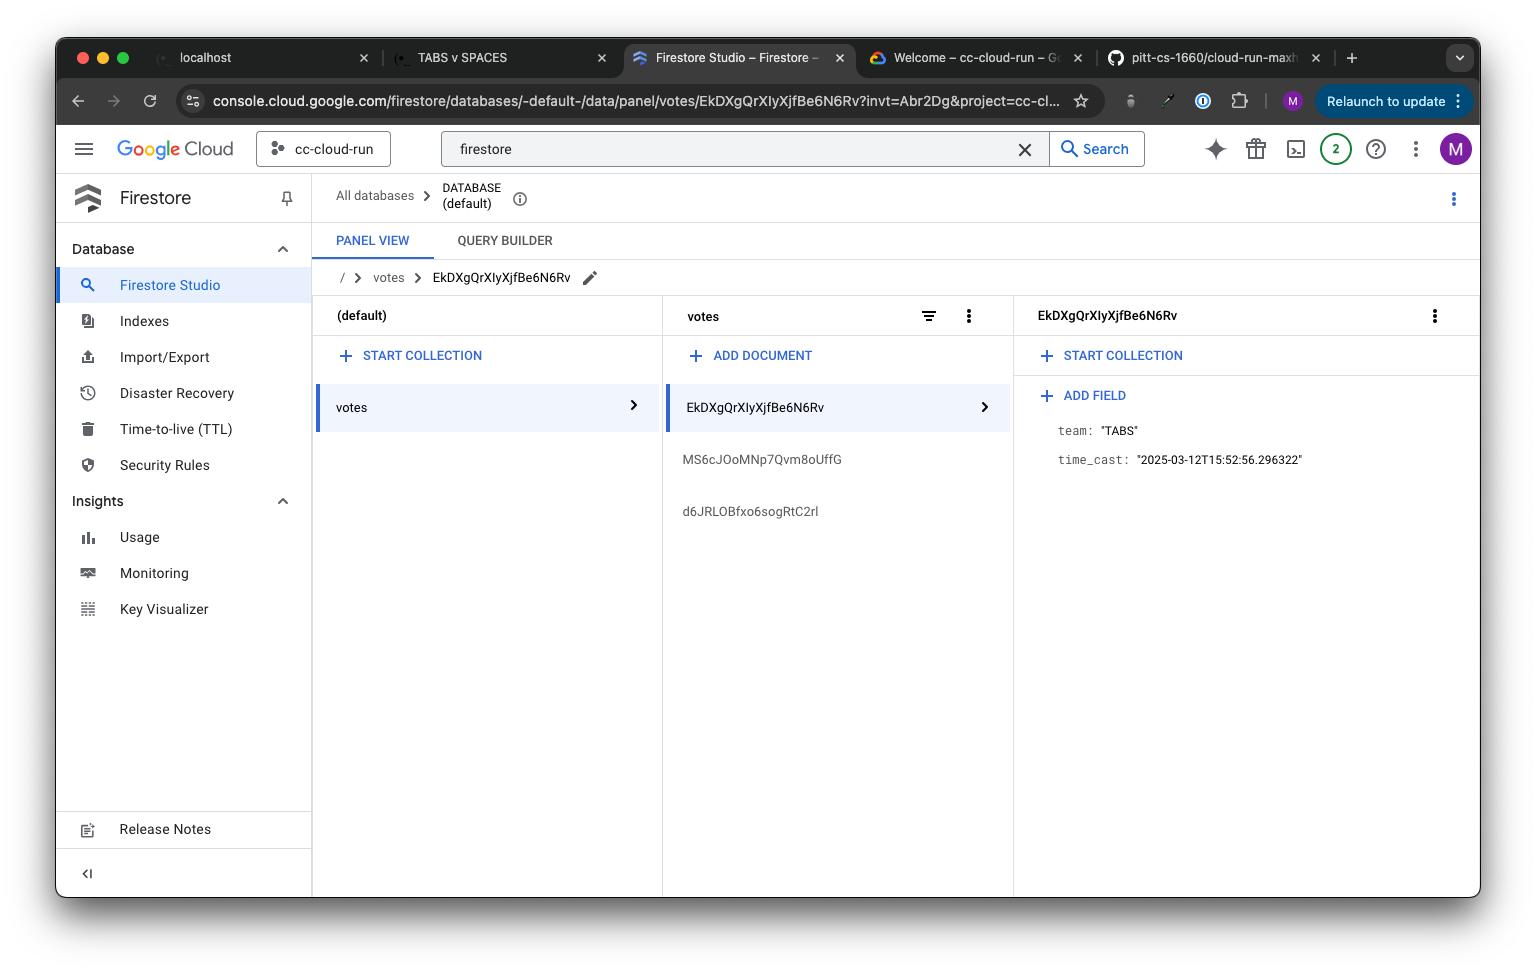 localhost
TABS v SPACES
Firestore Studio – Firestore –
Welcome – cc-cloud-run – Go
pitt-cs-1660/cloud-run-maxh
console.cloud.google.com/firestore/databases/-default-/data/panel/votes/EkDXgQrXIyXjfBe6N6Rv?invt=Abr2Dg&project=cc-cl...
M
Relaunch to update
Google Cloud
cc-cloud-run
firestore
Search
2
M
Firestore
All databases
DATABASE
(default)
Database
PANEL VIEW
QUERY BUILDER
/ votes EkDXgQrXIyXjfBe6N6Rv
Firestore Studio
Indexes
Import/Export
Disaster Recovery
Time-to-live (TTL)
Security Rules
Insights
Usage
Monitoring
Key Visualizer
Release Notes
(default)
START COLLECTION
votes
votes
ADD DOCUMENT
EkDXgQrXIyXjfBe6N6Rv
MS6cJOoMNp7Qvm8oUffG
d6JRLOBfxo6sogRtC2rl
EkDXgQrXIyXjfBe6N6Rv
START COLLECTION
ADD FIELD
team: "TABS"
time_cast: "2025-03-12T15:52:56.296322"